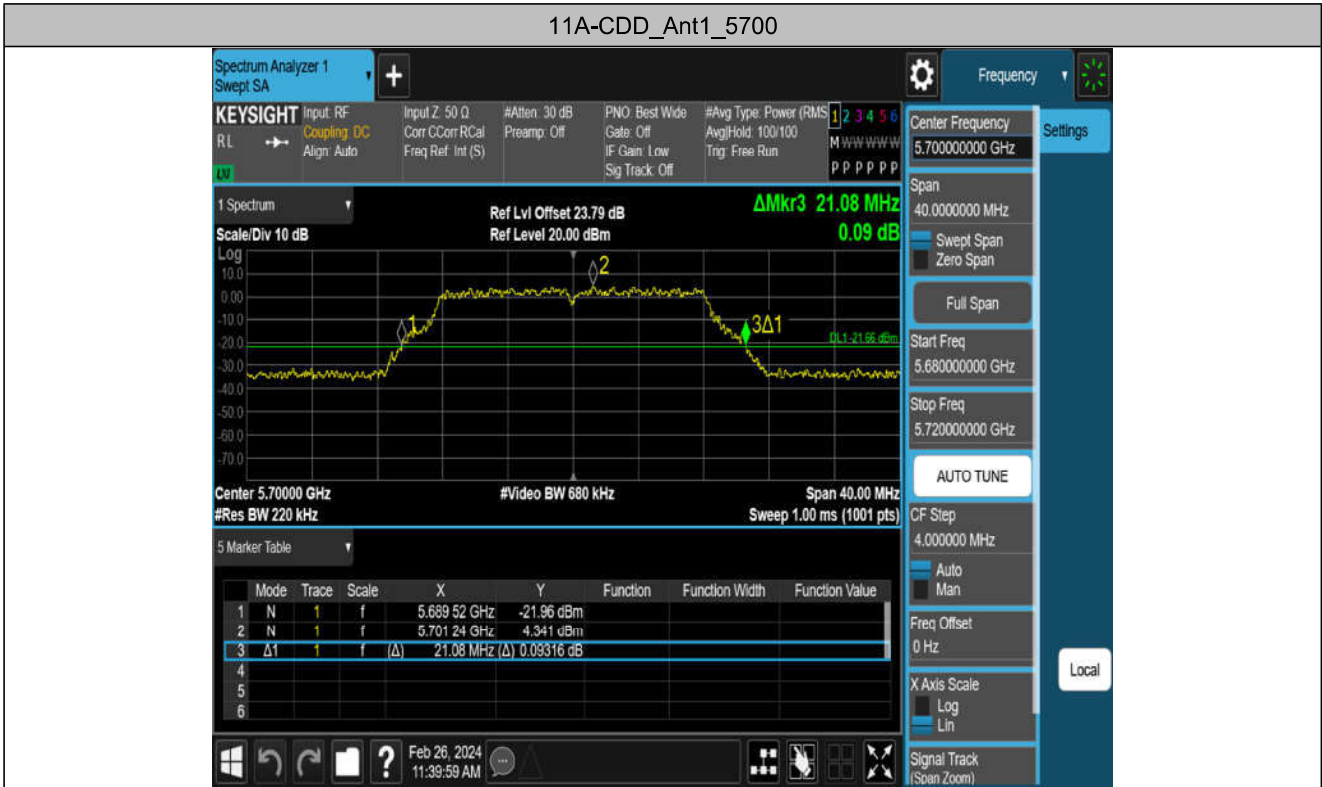 11A-CDD_Ant1_5700
Spectrum Analyzer 1
Swept SA
+
Frequency
KEYSIGHT
RL
LXI
Input: RF
Coupling: DC
Align: Auto
Input Z: 50 Ω
Corr CCorr RCal
Freq Ref: Int (S)
#Atten: 30 dB
Preamp: Off
PNO: Best Wide
Gate: Off
IF Gain: Low
Sig Track: Off
#Avg Type: Power (RMS
Avg|Hold: 100/100
Trig: Free Run
1 2 3 4 5 6
M W W W W W
P P P P P P
1 Spectrum
Scale/Div 10 dB
Ref Lvl Offset 23.79 dB
Ref Level 20.00 dBm
ΔMkr3 21.08 MHz
0.09 dB
Log
10.0
0.00
-10.0
-20.0
-30.0
-40.0
-50.0
-60.0
-70.0
1
2
3Δ1
DL1 -21.66 dBm
Center 5.70000 GHz
#Res BW 220 kHz
#Video BW 680 kHz
Span 40.00 MHz
Sweep 1.00 ms (1001 pts)
5 Marker Table
Mode Trace Scale X Y Function Function Width Function Value
1 N 1 f 5.689 52 GHz -21.96 dBm
2 N 1 f 5.701 24 GHz 4.341 dBm
3 Δ1 1 f (Δ) 21.08 MHz (Δ) 0.09316 dB
4
5
6
Feb 26, 2024
11:39:59 AM
?
Center Frequency
5.700000000 GHz
Settings
Span
40.0000000 MHz
Swept Span
Zero Span
Full Span
Start Freq
5.680000000 GHz
Stop Freq
5.720000000 GHz
AUTO TUNE
CF Step
4.000000 MHz
Auto
Man
Freq Offset
0 Hz
Local
X Axis Scale
Log
Lin
Signal Track
(Span Zoom)